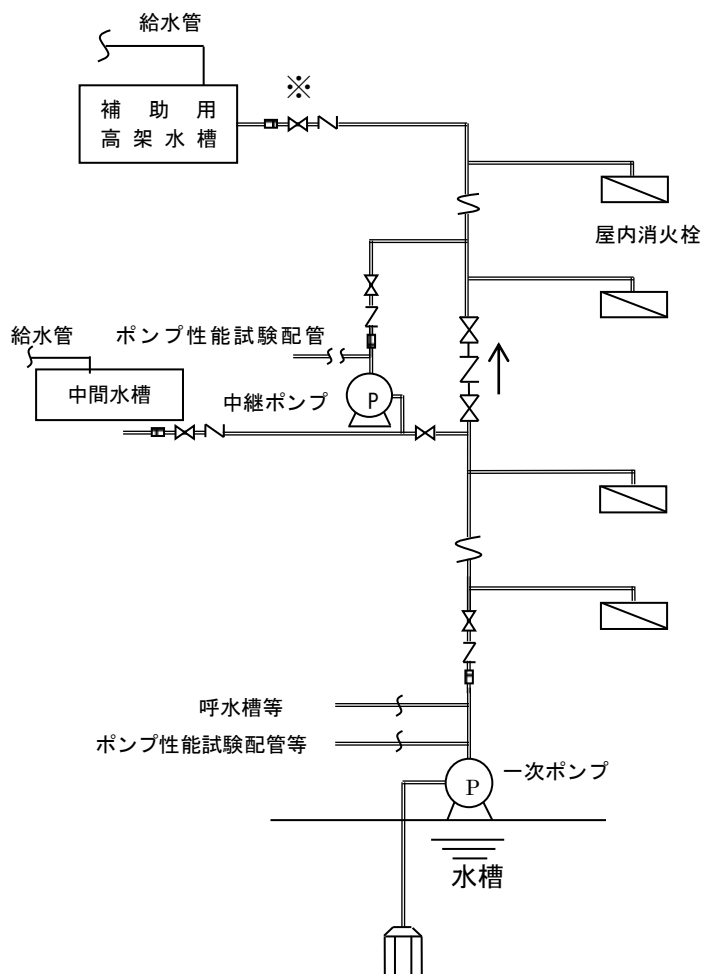 給水管
補助用
高架水槽
※
屋内消火栓
ポンプ性能試験配管
給水管
中間水槽
中継ポンプ
P
呼水槽等
ポンプ性能試験配管等
一次ポンプ
P
水槽